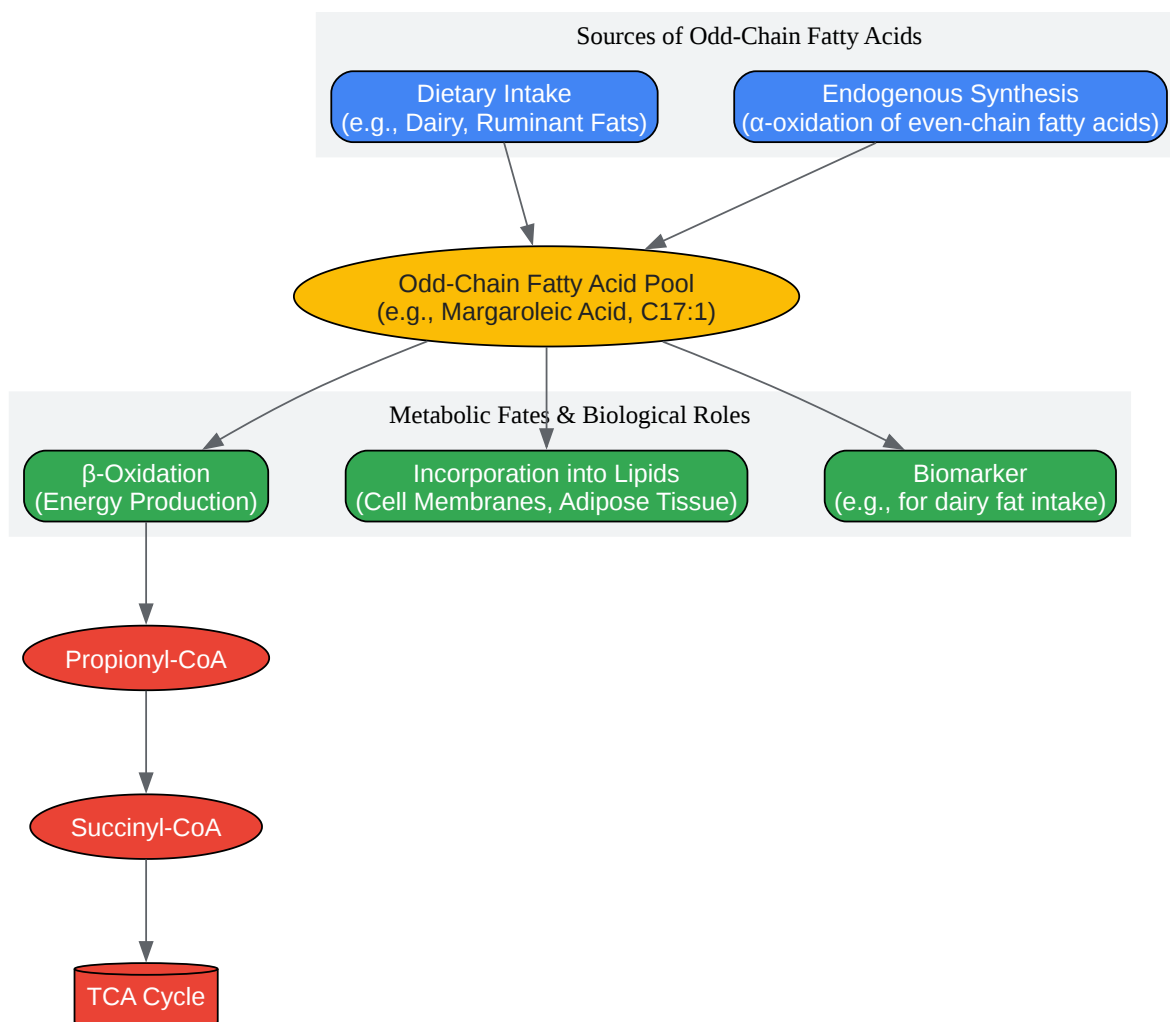 Sources of Odd-Chain Fatty Acids
Dietary Intake
(e.g., Dairy, Ruminant Fats)
Endogenous Synthesis
(α-oxidation of even-chain fatty acids)
Odd-Chain Fatty Acid Pool
(e.g., Margaroleic Acid, C17:1)
Metabolic Fates & Biological Roles
β-Oxidation
(Energy Production)
Incorporation into Lipids
(Cell Membranes, Adipose Tissue)
Biomarker
(e.g., for dairy fat intake)
Propionyl-CoA
Succinyl-CoA
TCA Cycle